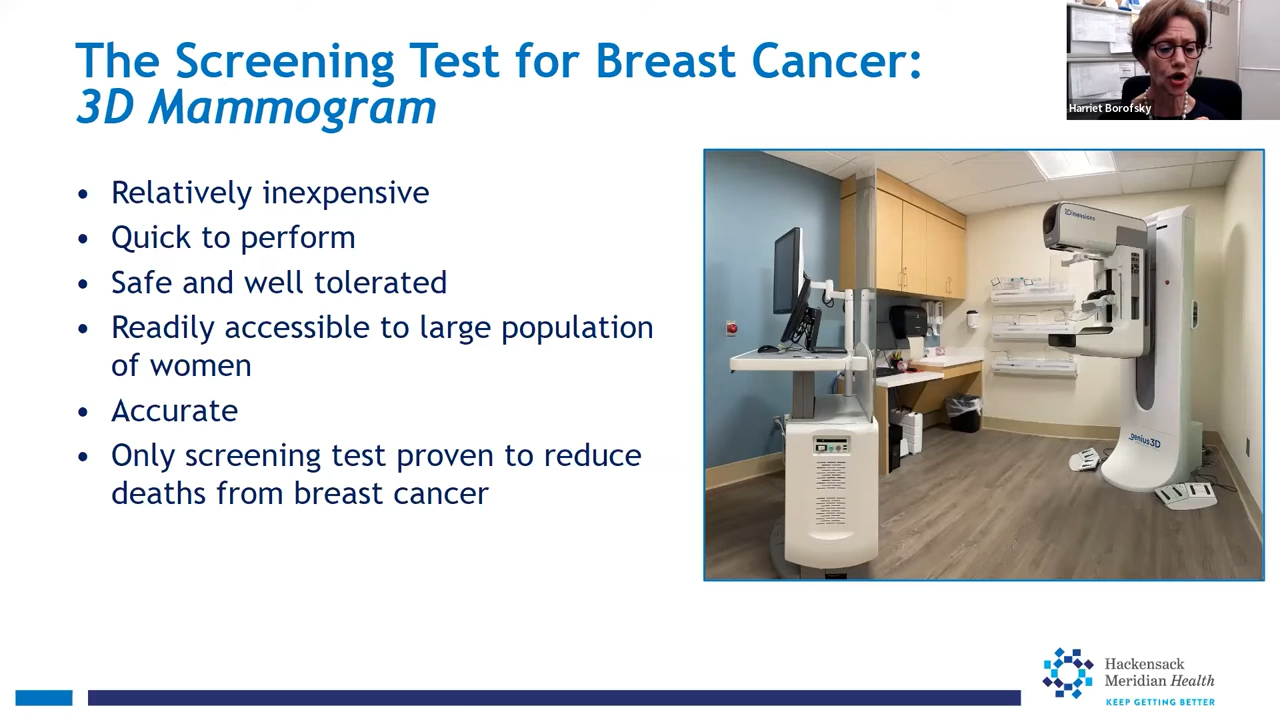 The Screening Test for Breast Cancer:
3D Mammogram
Harriet Borofsky
• Relatively inexpensive
• Quick to perform
• Safe and well tolerated
• Readily accessible to large population
of women
• Accurate
• Only screening test proven to reduce
deaths from breast cancer
3Dimensions
genius3D
Hackensack
Meridian Health
KEEP GETTING BETTER